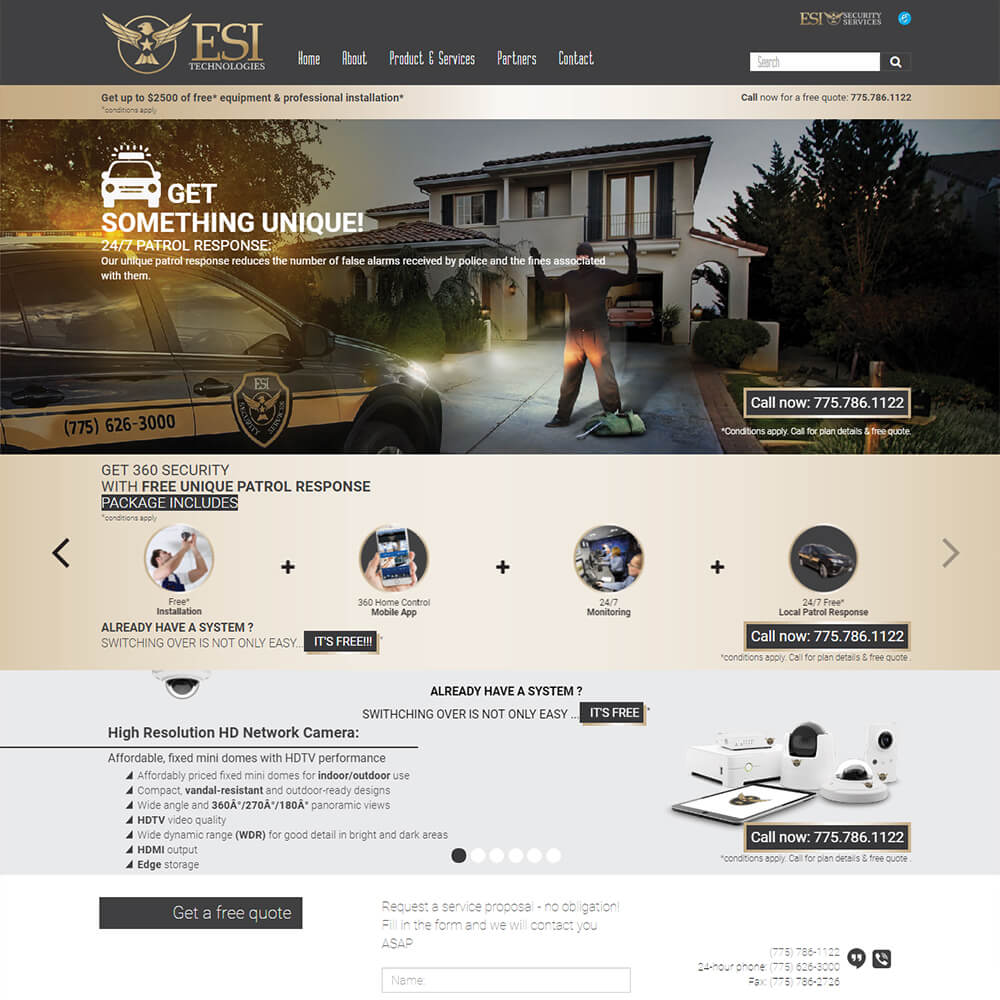 ESI
TECHNOLOGIES
Home About Product & Services Partners Contact
ESI SECURITY SERVICES
Search
Get up to $2500 of free* equipment & professional installation*
*conditions apply
Call now for a free quote: 775.786.1122
GET
SOMETHING UNIQUE!
24/7 PATROL RESPONSE:
Our unique patrol response reduces the number of false alarms received by police and the fines associated
with them.
ESI
SECURITY SERVICES
(775) 626-3000
Call now: 775.786.1122
*Conditions apply. Call for plan details & free quote.
GET 360 SECURITY
WITH FREE UNIQUE PATROL RESPONSE
PACKAGE INCLUDES
*conditions apply
Free*
Installation
+
360 Home Control
Mobile App
+
24/7
Monitoring
+
24/7 Free*
Local Patrol Response
ALREADY HAVE A SYSTEM ?
SWITCHING OVER IS NOT ONLY EASY... IT'S FREE!!! *
Call now: 775.786.1122
*conditions apply. Call for plan details & free quote .
ALREADY HAVE A SYSTEM ?
SWITHCHING OVER IS NOT ONLY EASY ... IT'S FREE *
High Resolution HD Network Camera:
Affordable, fixed mini domes with HDTV performance
Affordably priced fixed mini domes for indoor/outdoor use
Compact, vandal-resistant and outdoor-ready designs
Wide angle and 360Â°/270Â°/180Â° panoramic views
HDTV video quality
Wide dynamic range (WDR) for good detail in bright and dark areas
HDMI output
Edge storage
Call now: 775.786.1122
*conditions apply. Call for plan details & free quote .
Get a free quote
Request a service proposal - no obligation!
Fill in the form and we will contact you
ASAP
Name:
(775) 786-1122
24-hour phone: (775) 626-3000
Fax: (775) 786-2726